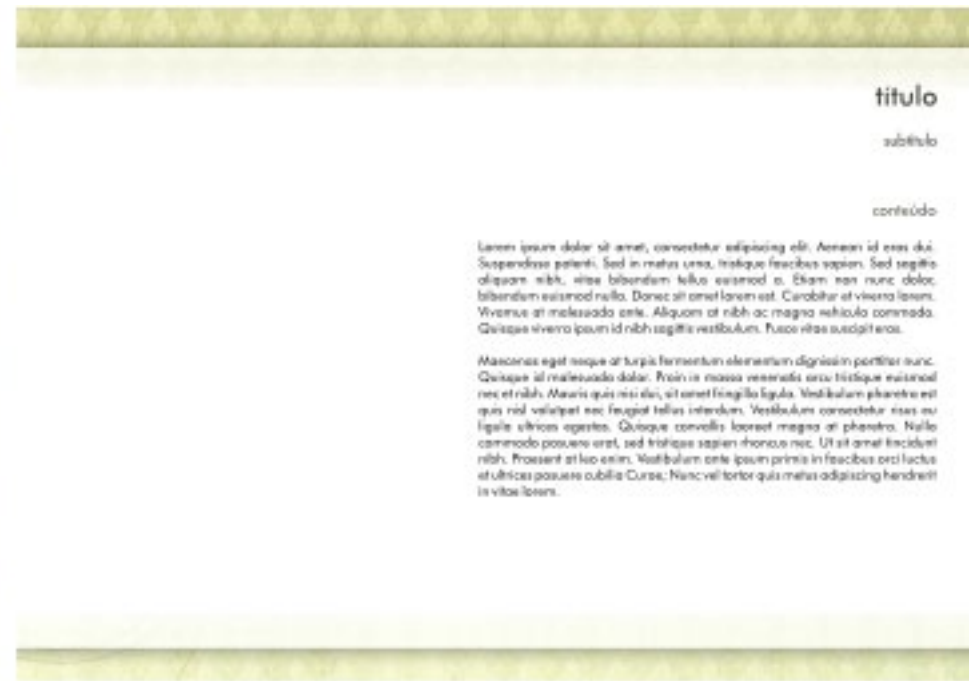 título
subtítulo
conteúdo
Lorem ipsum dolor sit amet, consectetur adipiscing elit. Aenean id eros dui.
Suspendisse potenti. Sed in metus urna, tristique faucibus sapien. Sed sagittis
aliquam nibh, vitae bibendum tellus euismod a. Etiam non nunc dolor,
bibendum euismod nulla. Donec sit amet lorem est. Curabitur et viverra lorem.
Vivamus at malesuada ante. Aliquam at nibh ac magna vehicula commodo.
Quisque viverra ipsum id nibh sagittis vestibulum. Fusce vitae suscipit eros.
Maecenas eget neque at turpis fermentum elementum dignissim porttitor nunc.
Quisque id malesuada dolor. Proin in massa venenatis arcu tristique euismod
nec et nibh. Mauris quis nisi dui, sit amet fringilla ligula. Vestibulum pharetra est
quis nisl volutpat nec feugiat tellus interdum. Vestibulum consectetur risus eu
ligula ultrices egestas. Quisque convallis laoreet magna at pharetra. Nulla
commodo posuere erat, sed tristique sapien rhoncus nec. Ut sit amet tincidunt
nibh. Praesent at leo enim. Vestibulum ante ipsum primis in faucibus orci luctus
et ultrices posuere cubilia Curae; Nunc vel tortor quis metus adipiscing hendrerit
in vitae lorem.